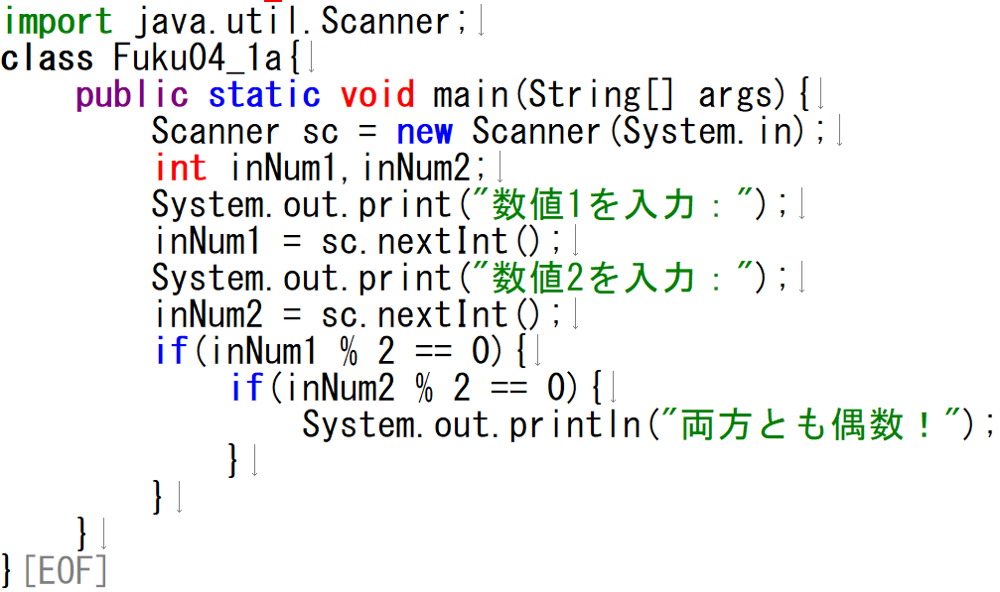 import java.util.Scanner;↓
class Fuku04_1a{↓
    public static void main(String[] args){↓
        Scanner sc = new Scanner(System.in);↓
        int inNum1,inNum2;↓
        System.out.print("数値1を入力：");↓
        inNum1 = sc.nextInt();↓
        System.out.print("数値2を入力：");↓
        inNum2 = sc.nextInt();↓
        if(inNum1 % 2 == 0){↓
            if(inNum2 % 2 == 0){↓
                System.out.println("両方とも偶数！");
            }↓
        }↓
    }↓
}[EOF]